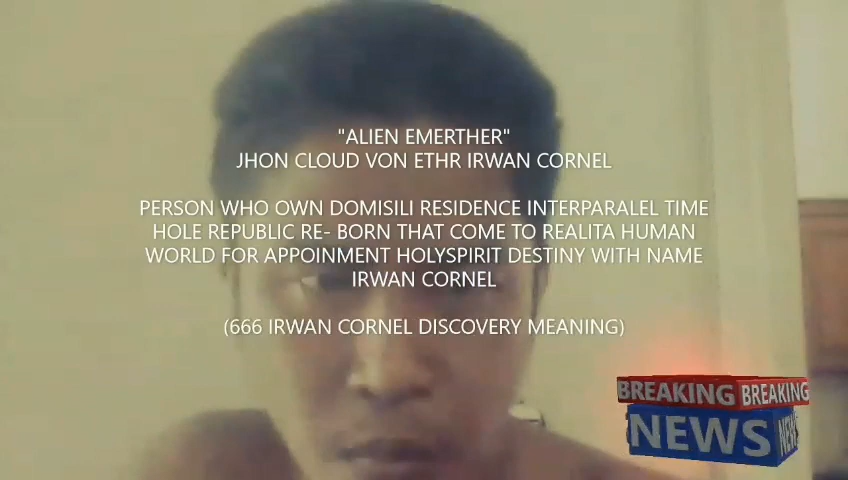 "ALIEN EMERTHER"
JHON CLOUD VON ETHR IRWAN CORNEL
PERSON WHO OWN DOMISILI RESIDENCE INTERPARALEL TIME
HOLE REPUBLIC RE- BORN THAT COME TO REALITA HUMAN
WORLD FOR APPOINMENT HOLYSPIRIT DESTINY WITH NAME
IRWAN CORNEL
(666 IRWAN CORNEL DISCOVERY MEANING)
BREAKING BREAKING
NEWS NEWS